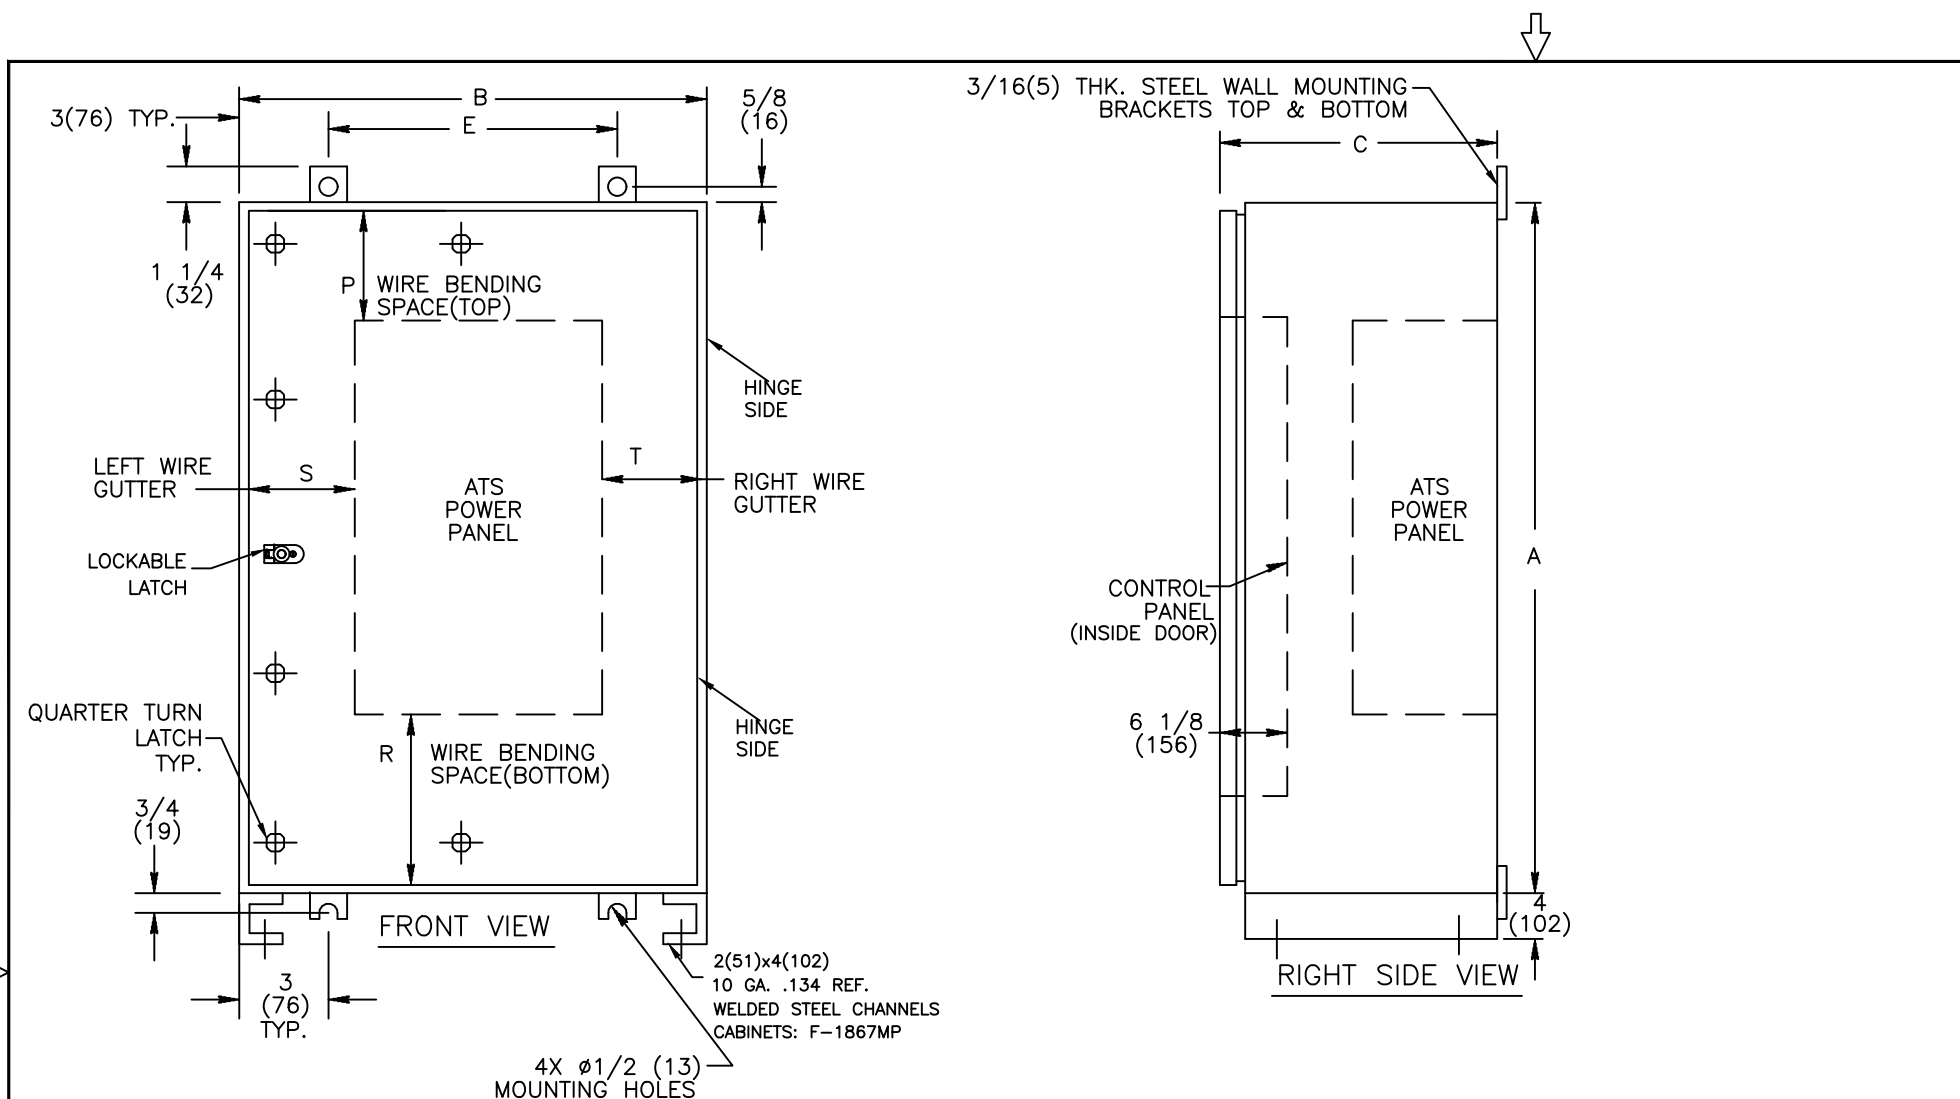 B
5/8
(16)
3(76) TYP.
E
3/16(5) THK. STEEL WALL MOUNTING
BRACKETS TOP & BOTTOM
C
1 1/4
(32)
P
WIRE BENDING
SPACE(TOP)
HINGE
SIDE
LEFT WIRE
GUTTER
S
T
ATS
POWER
PANEL
RIGHT WIRE
GUTTER
ATS
POWER
PANEL
A
LOCKABLE
LATCH
CONTROL
PANEL
(INSIDE DOOR)
QUARTER TURN
LATCH
TYP.
R
WIRE BENDING
SPACE(BOTTOM)
HINGE
SIDE
6 1/8
(156)
3/4
(19)
FRONT VIEW
4
(102)
RIGHT SIDE VIEW
3
(76)
TYP.
2(51)x4(102)
10 GA. .134 REF.
WELDED STEEL CHANNELS
CABINETS: F-1867MP
4X ø1/2 (13)
MOUNTING HOLES